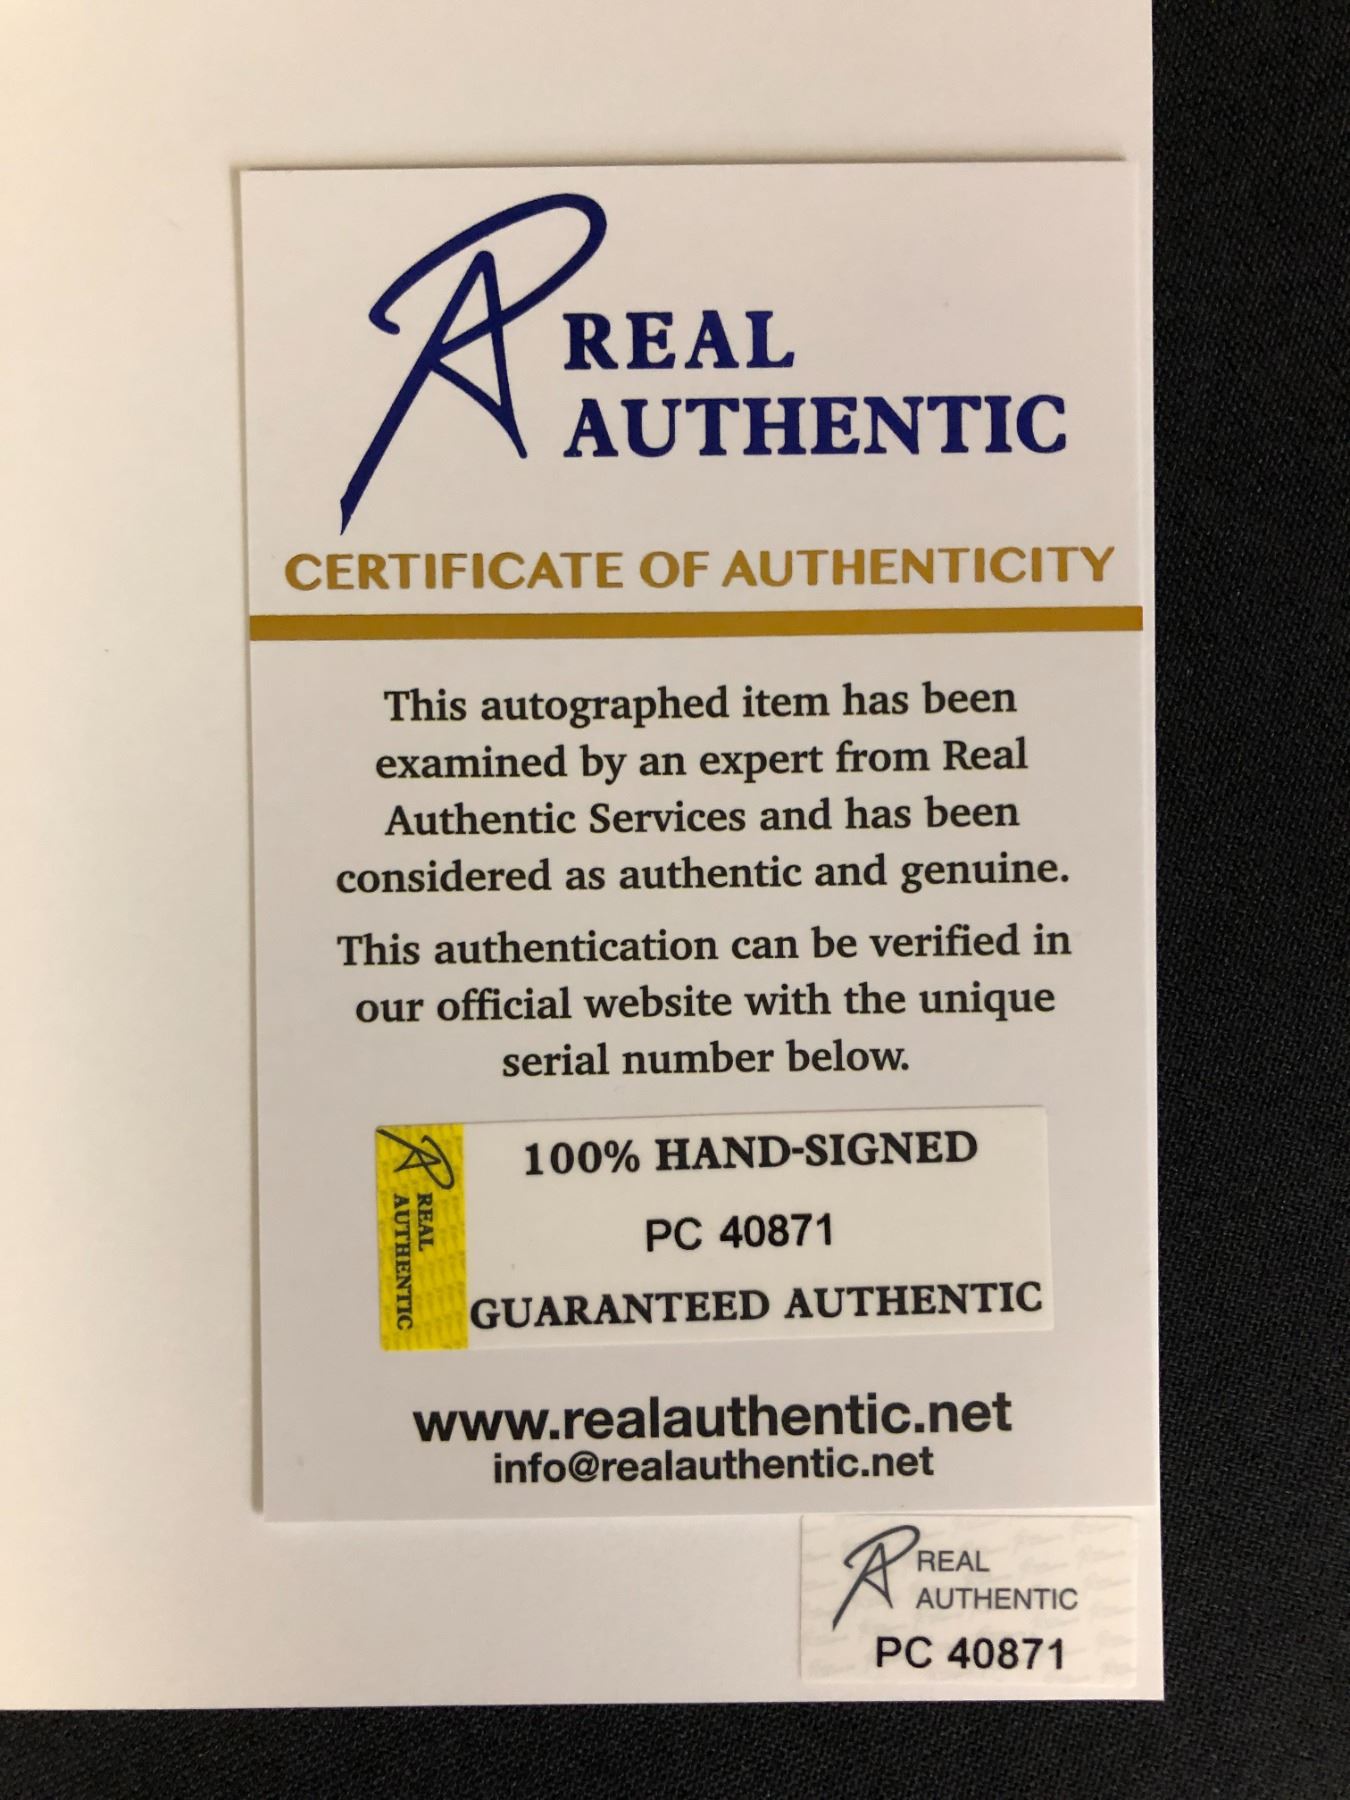 REAL
AUTHENTIC
CERTIFICATE OF AUTHENTICITY
This autographed item has been
examined by an expert from Real
Authentic Services and has been
considered as authentic and genuine.
This authentication can be verified in
our official website with the unique
serial number below.
REAL
AUTHENTIC
100% HAND-SIGNED
PC 40871
GUARANTEED AUTHENTIC
www.realauthentic.net
info@realauthentic.net
REAL
AUTHENTIC
PC 40871